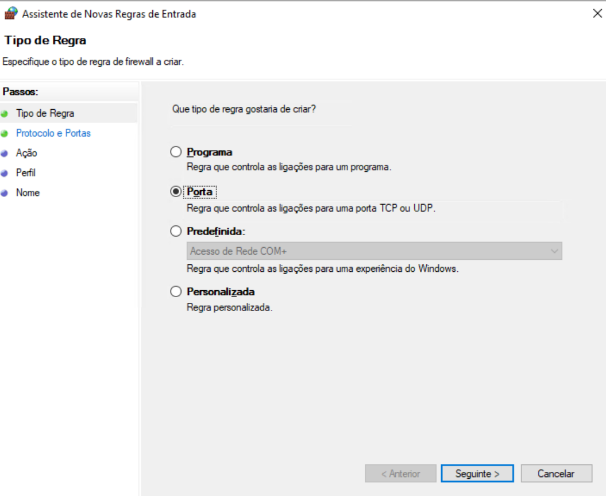 Assistente de Novas Regras de Entrada
Tipo de Regra
Especifique o tipo de regra de firewall a criar.
Passos:
Tipo de Regra
Protocolo e Portas
Ação
Perfil
Nome
Que tipo de regra gostaria de criar?
Programa
Regra que controla as ligações para um programa.
Porta
Regra que controla as ligações para uma porta TCP ou UDP.
Predefinida:
Acesso de Rede COM+
Regra que controla as ligações para uma experiência do Windows.
Personalizada
Regra personalizada.
< Anterior
Seguinte >
Cancelar